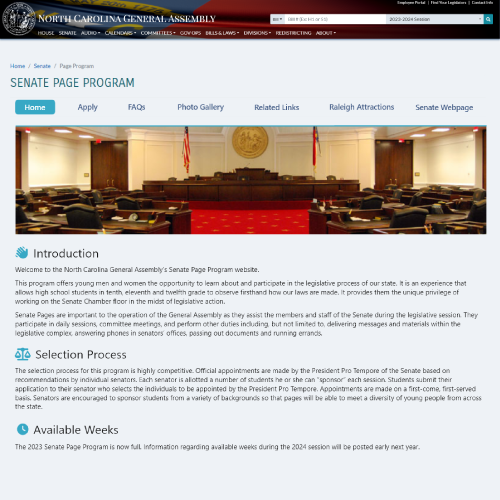 Employee Portal | Find Your Legislators | Contact Info
NORTH CAROLINA GENERAL ASSEMBLY
Bill 2023-2024 Session
HOUSE SENATE AUDIO CALENDARS COMMITTEES GOV OPS BILLS & LAWS DIVISIONS REDISTRICTING ABOUT
Home / Senate / Page Program
SENATE PAGE PROGRAM
Home Apply FAQs Photo Gallery Related Links Raleigh Attractions Senate Webpage
Introduction
Welcome to the North Carolina General Assembly's Senate Page Program website.
This program offers young men and women the opportunity to learn about and participate in the legislative process of our state. It is an experience that
allows high school students in tenth, eleventh and twelfth grade to observe firsthand how our laws are made. It provides them the unique privilege of
working on the Senate Chamber floor in the midst of legislative action.
Senate Pages are important to the operation of the General Assembly as they assist the members and staff of the Senate during the legislative session. They
participate in daily sessions, committee meetings, and perform other duties including, but not limited to, delivering messages and materials within the
legislative complex, answering phones in senators' offices, passing out documents and running errands.
Selection Process
The selection process for this program is highly competitive. Official appointments are made by the President Pro Tempore of the Senate based on
recommendations by individual senators. Each senator is allotted a number of students he or she can "sponsor" each session. Students submit their
application to their senator who selects the individuals to be appointed by the President Pro Tempore. Appointments are made on a first-come, first-served
basis. Senators are encouraged to sponsor students from a variety of backgrounds so that pages will be able to meet a diversity of young people from across
the state.
Available Weeks
The 2023 Senate Page Program is now full. Information regarding available weeks during the 2024 session will be posted early next year.